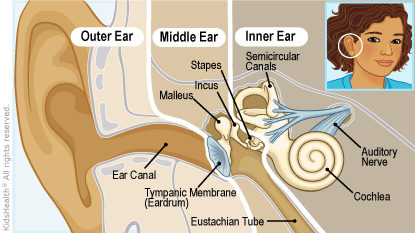 Outer Ear
Middle Ear
Inner Ear
Semicircular
Canals
Stapes
Incus
Malleus
Ear Canal
Tympanic Membrane
(Eardrum)
Eustachian Tube
Auditory
Nerve
Cochlea
KidsHealth® All rights reserved.